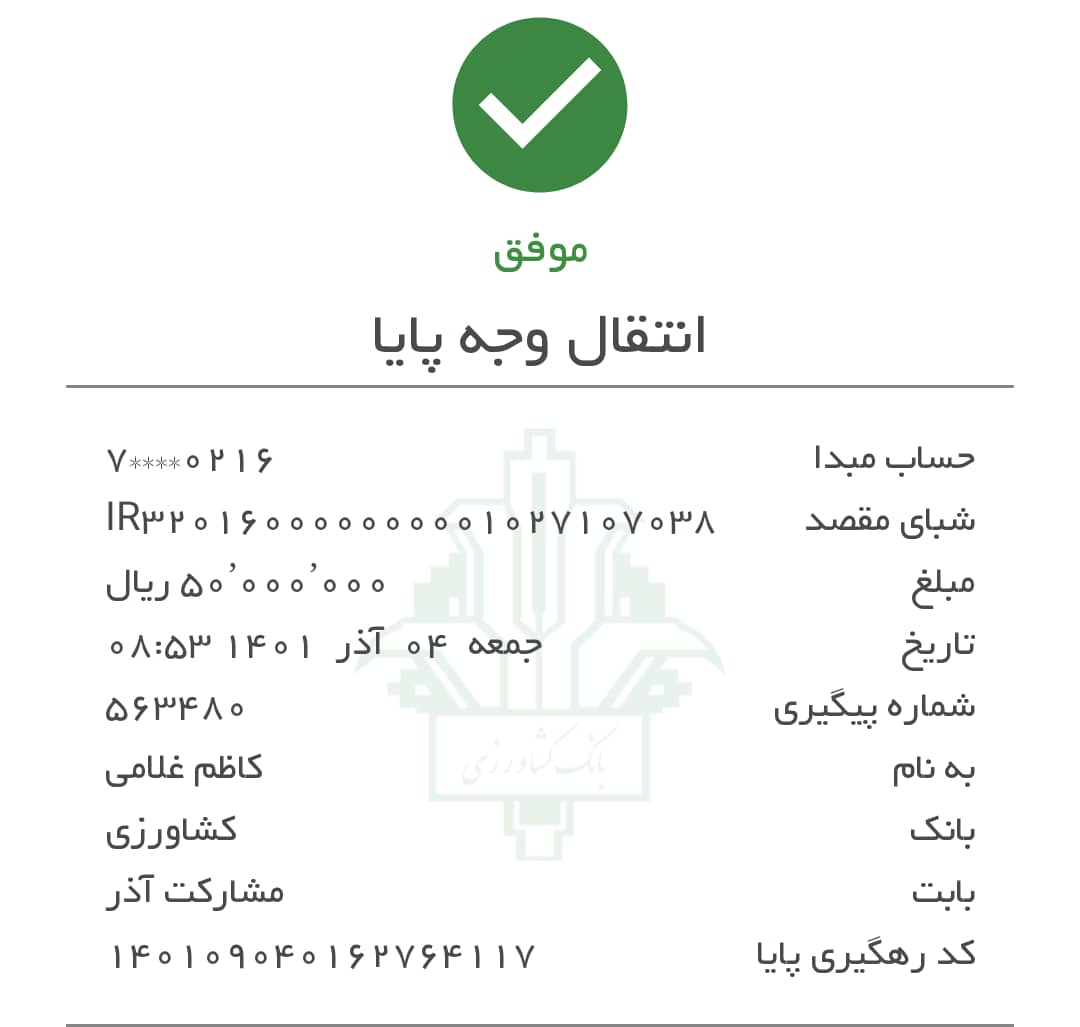 موفق
انتقال وجه پایا
حساب مبدا ۷****۰۲۱۶
شبای مقصد IR۳۲۰۱۶۰۰۰۰۰۰۰۰۰۰۱۰۲۷۱۰۷۰۳۸
مبلغ ۵۰٬۰۰۰٬۰۰۰ ریال
تاریخ جمعه ۰۴ آذر ۱۴۰۱ ۰۸:۵۳
شماره پیگیری ۵۶۳۴۸۰
به نام کاظم غلامی
بانک کشاورزی
بابت مشارکت آذر
کد رهگیری پایا ۱۴۰۱۰۹۰۴۰۱۶۲۷۶۴۱۱۷
بانک کشاورزی